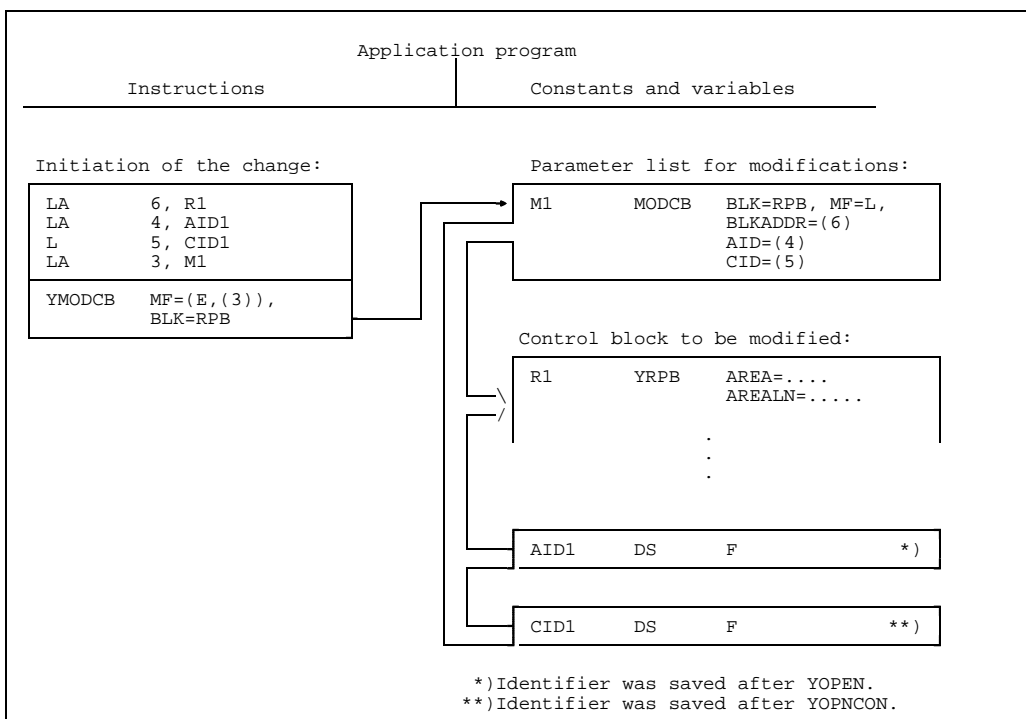 Application program
Instructions Constants and variables
Initiation of the change:
LA 6, R1
LA 4, AID1
L 5, CID1
LA 3, M1
YMODCB MF=(E,(3)),
BLK=RPB
Parameter list for modifications:
M1 MODCB BLK=RPB, MF=L,
BLKADDR=(6)
AID=(4)
CID=(5)
Control block to be modified:
R1 YRPB AREA=....
AREALN=.....
.
.
.
AID1 DS F *)
CID1 DS F **)
*)Identifier was saved after YOPEN.
**)Identifier was saved after YOPNCON.